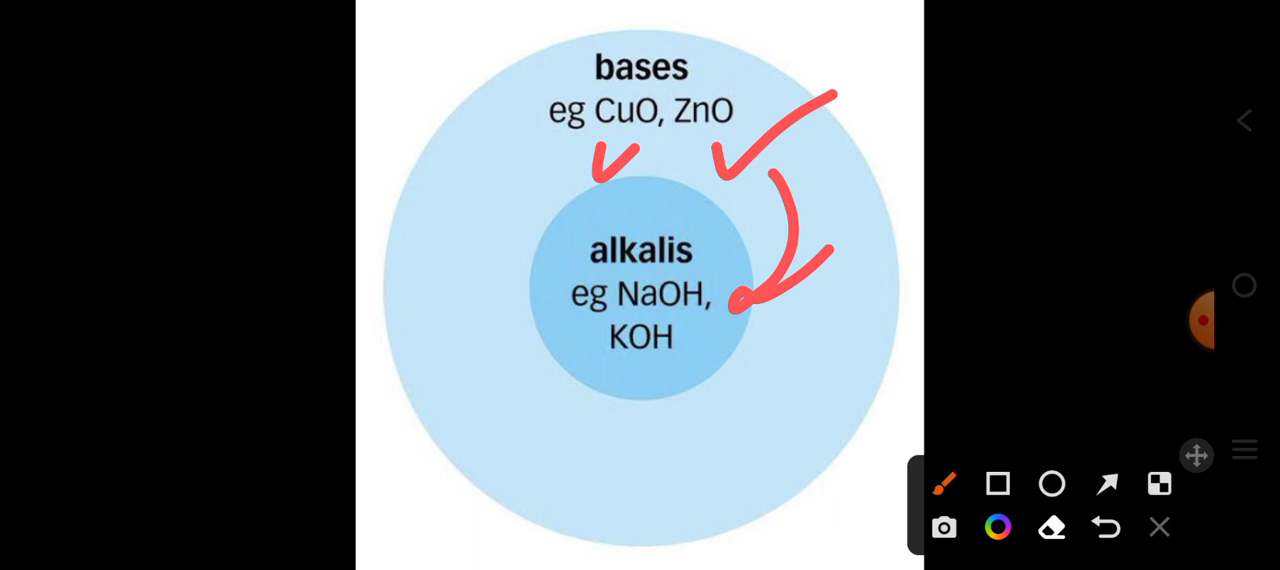 bases
eg CuO, ZnO
alkalis
eg NaOH,
KOH